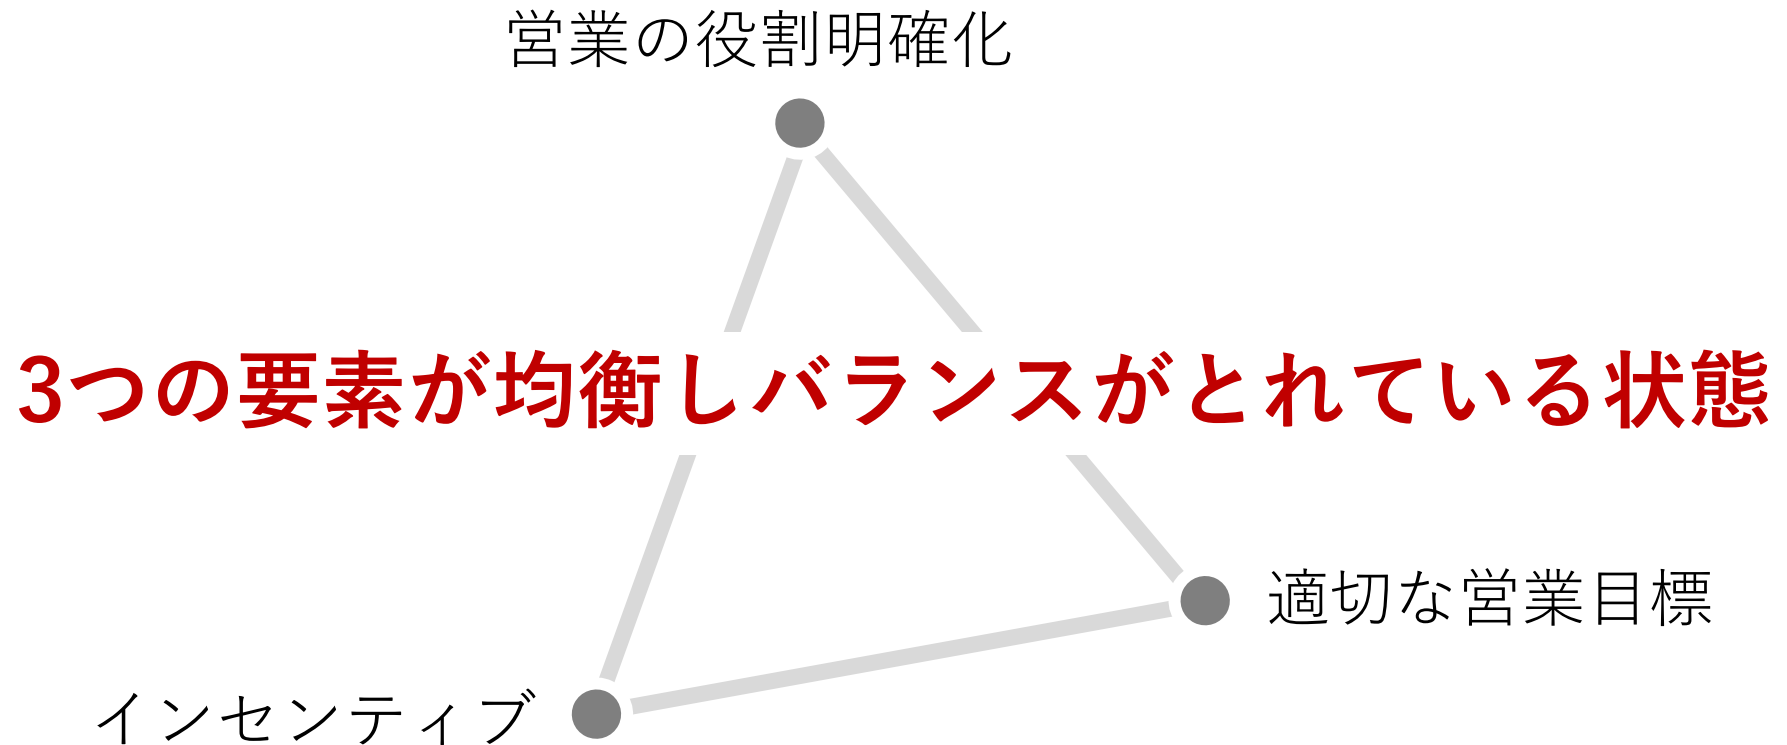 営業の役割明確化
3つの要素が均衡しバランスがとれている状態
適切な営業目標
インセンティブ